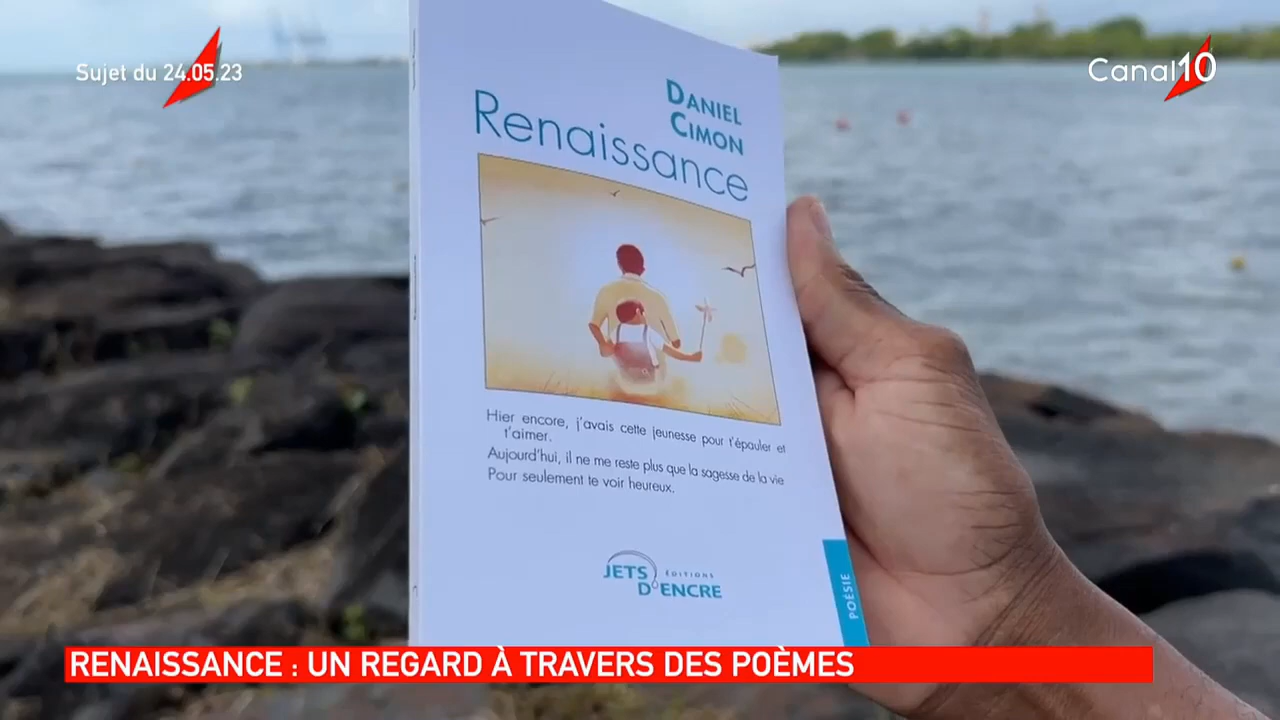 Sujet du 24.05.23
Canal10
DANIEL
CIMON
Renaissance
Hier encore, j'avais cette jeunesse pour t'épauler et
t'aimer.
Aujourd'hui, il ne me reste plus que la sagesse de la vie
Pour seulement te voir heureux.
JETS ÉDITIONS
D'ENCRE
POÉSIE
RENAISSANCE : UN REGARD À TRAVERS DES POÈMES